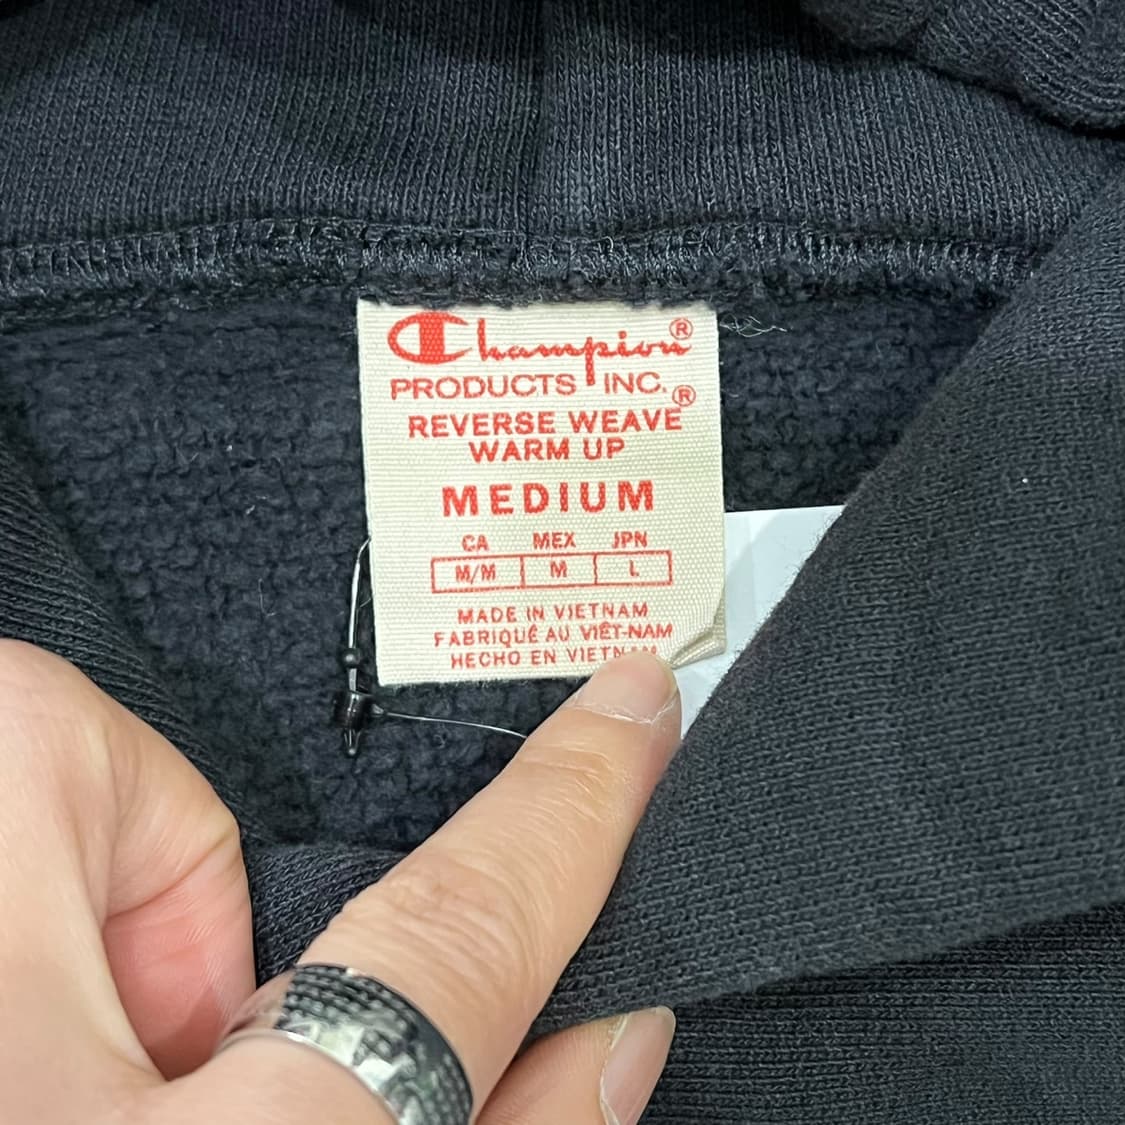 Champion®
PRODUCTS INC.
REVERSE WEAVE®
WARM UP
MEDIUM
CA MEX JPN
M/M M L
MADE IN VIETNAM
FABRIQUÉ AU VIÊT-NAM
HECHO EN